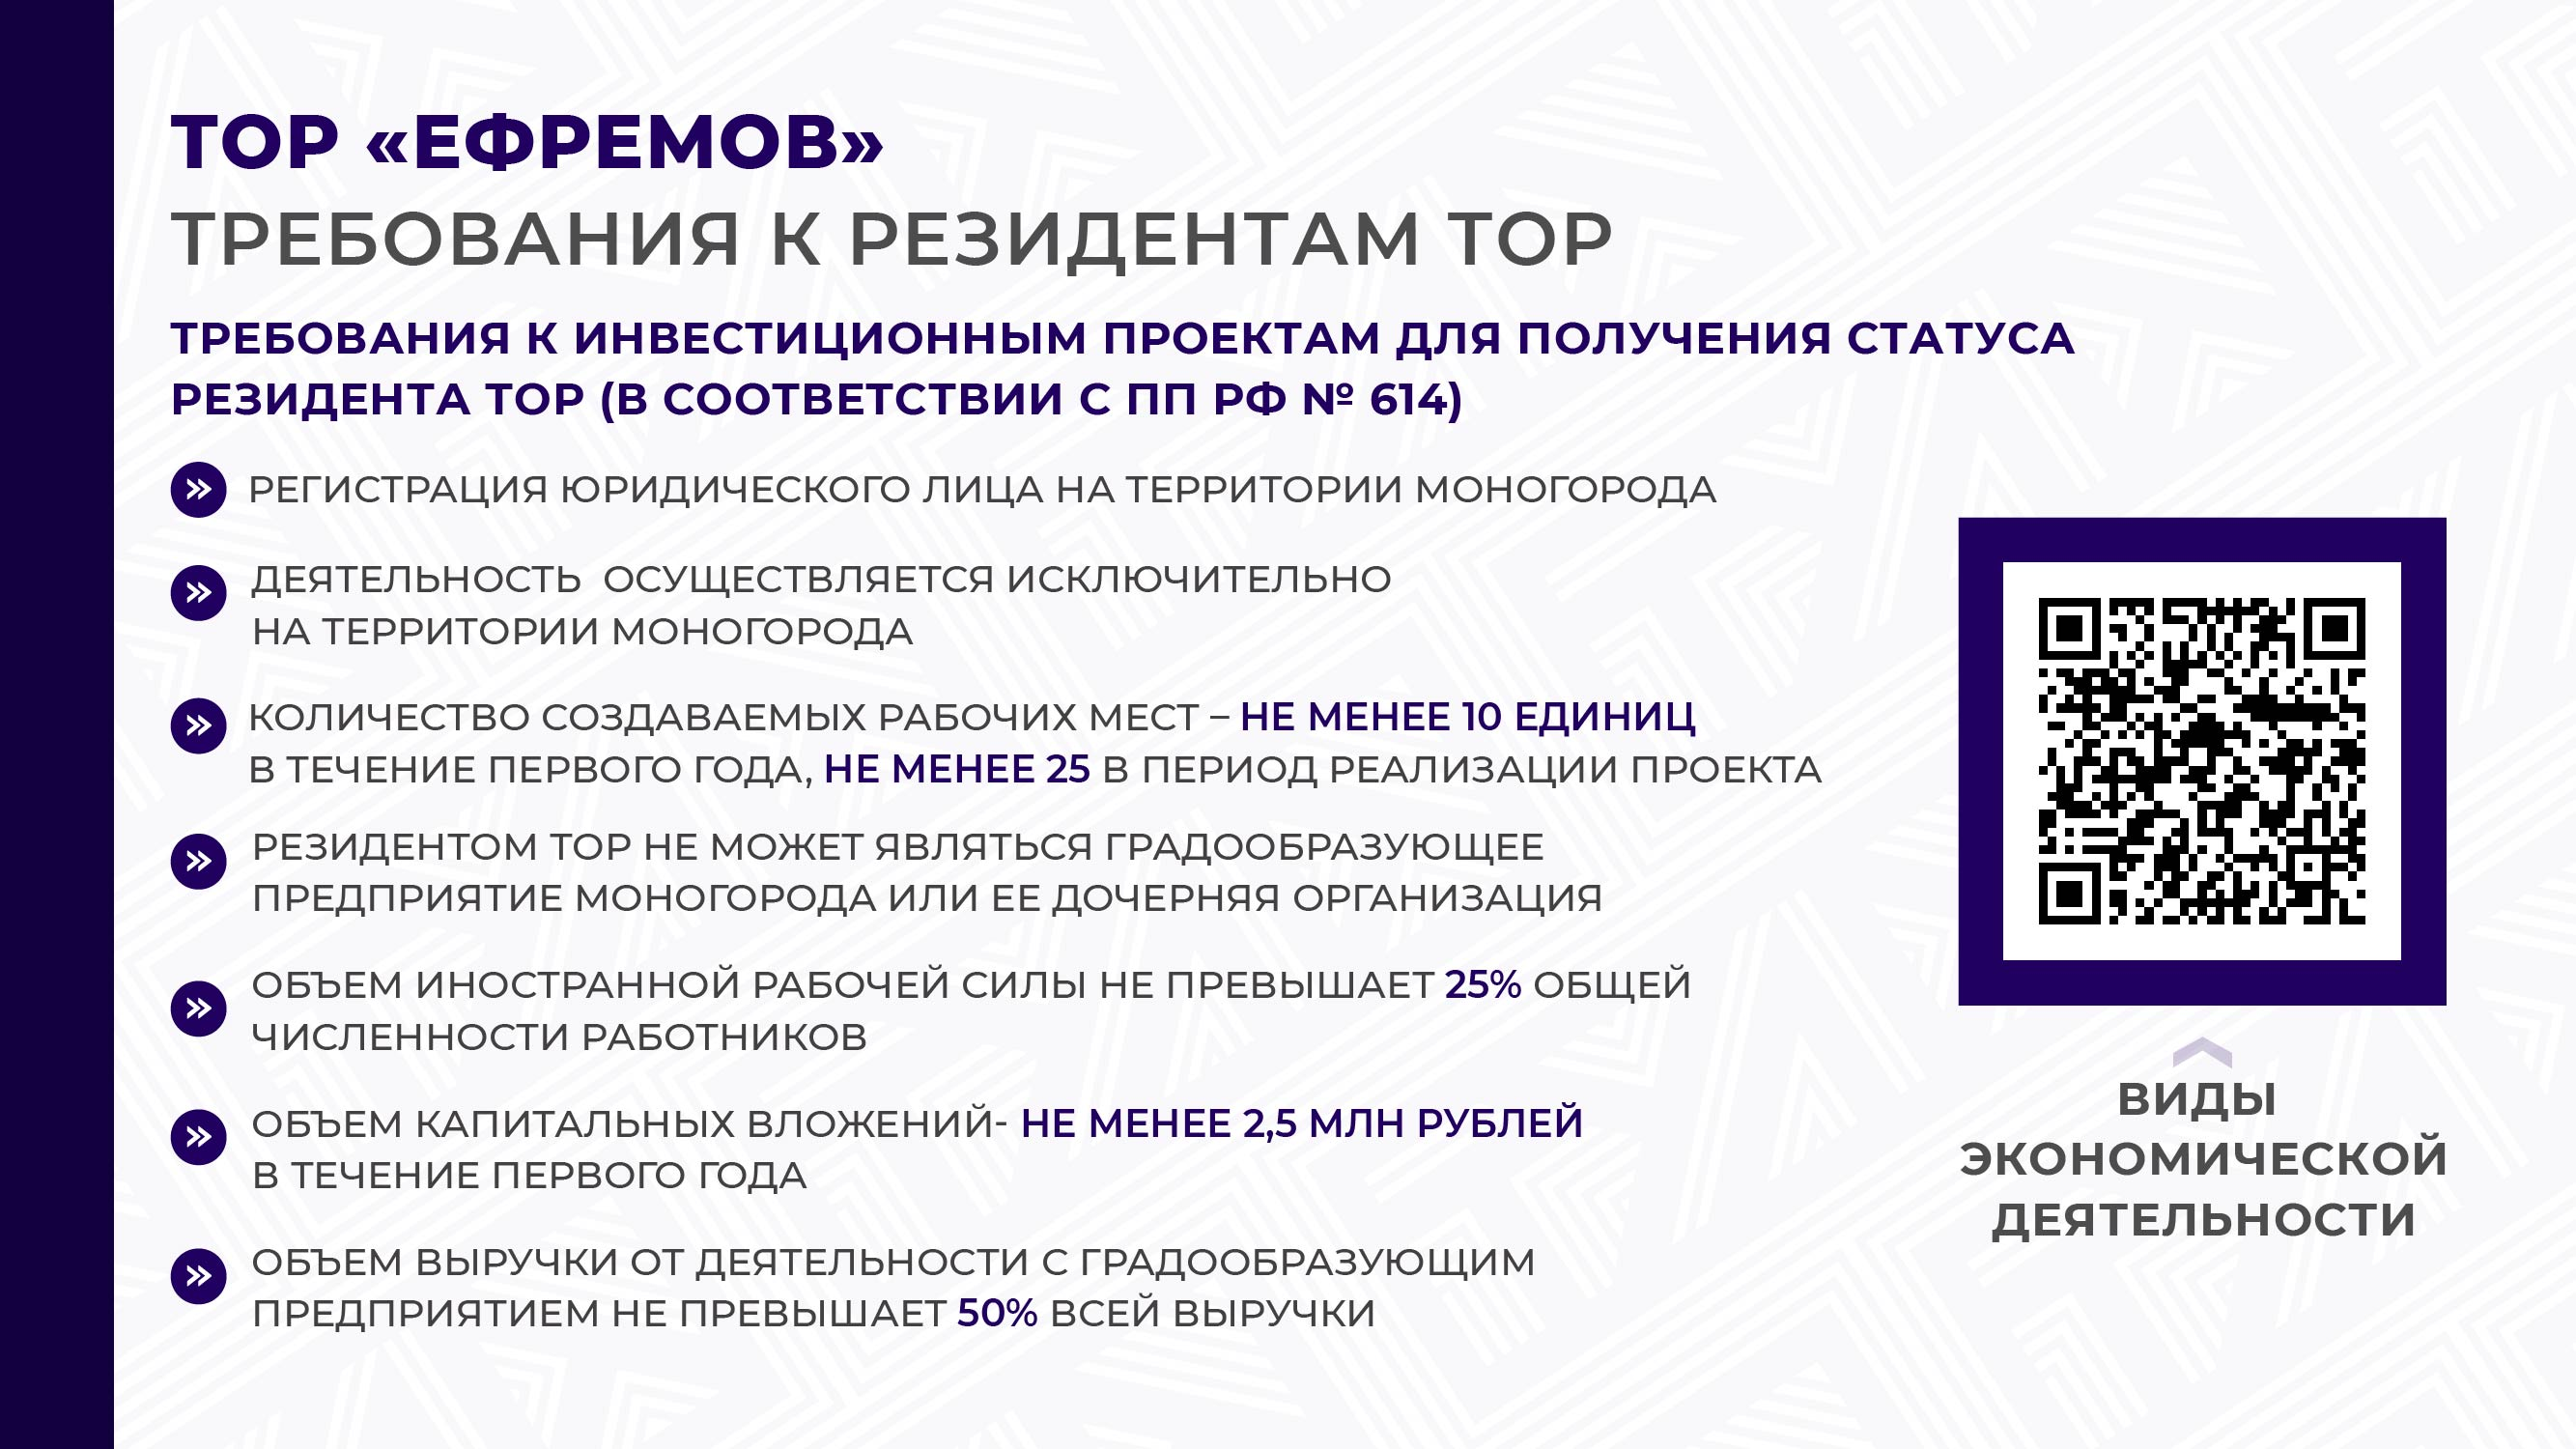 ТОР «ЕФРЕМОВ»
ТРЕБОВАНИЯ К РЕЗИДЕНТАМ ТОР
ТРЕБОВАНИЯ К ИНВЕСТИЦИОННЫМ ПРОЕКТАМ ДЛЯ ПОЛУЧЕНИЯ СТАТУСА
РЕЗИДЕНТА ТОР (В СООТВЕТСТВИИ С ПП РФ № 614)
РЕГИСТРАЦИЯ ЮРИДИЧЕСКОГО ЛИЦА НА ТЕРРИТОРИИ МОНОГОРОДА
ДЕЯТЕЛЬНОСТЬ ОСУЩЕСТВЛЯЕТСЯ ИСКЛЮЧИТЕЛЬНО
НА ТЕРРИТОРИИ МОНОГОРОДА
КОЛИЧЕСТВО СОЗДАВАЕМЫХ РАБОЧИХ МЕСТ – НЕ МЕНЕЕ 10 ЕДИНИЦ
В ТЕЧЕНИЕ ПЕРВОГО ГОДА, НЕ МЕНЕЕ 25 В ПЕРИОД РЕАЛИЗАЦИИ ПРОЕКТА
РЕЗИДЕНТОМ ТОР НЕ МОЖЕТ ЯВЛЯТЬСЯ ГРАДООБРАЗУЮЩЕЕ
ПРЕДПРИЯТИЕ МОНОГОРОДА ИЛИ ЕЕ ДОЧЕРНЯЯ ОРГАНИЗАЦИЯ
ОБЪЕМ ИНОСТРАННОЙ РАБОЧЕЙ СИЛЫ НЕ ПРЕВЫШАЕТ 25% ОБЩЕЙ
ЧИСЛЕННОСТИ РАБОТНИКОВ
ОБЪЕМ КАПИТАЛЬНЫХ ВЛОЖЕНИЙ- НЕ МЕНЕЕ 2,5 МЛН РУБЛЕЙ
В ТЕЧЕНИЕ ПЕРВОГО ГОДА
ОБЪЕМ ВЫРУЧКИ ОТ ДЕЯТЕЛЬНОСТИ С ГРАДООБРАЗУЮЩИМ
ПРЕДПРИЯТИЕМ НЕ ПРЕВЫШАЕТ 50% ВСЕЙ ВЫРУЧКИ
ВИДЫ
ЭКОНОМИЧЕСКОЙ
ДЕЯТЕЛЬНОСТИ